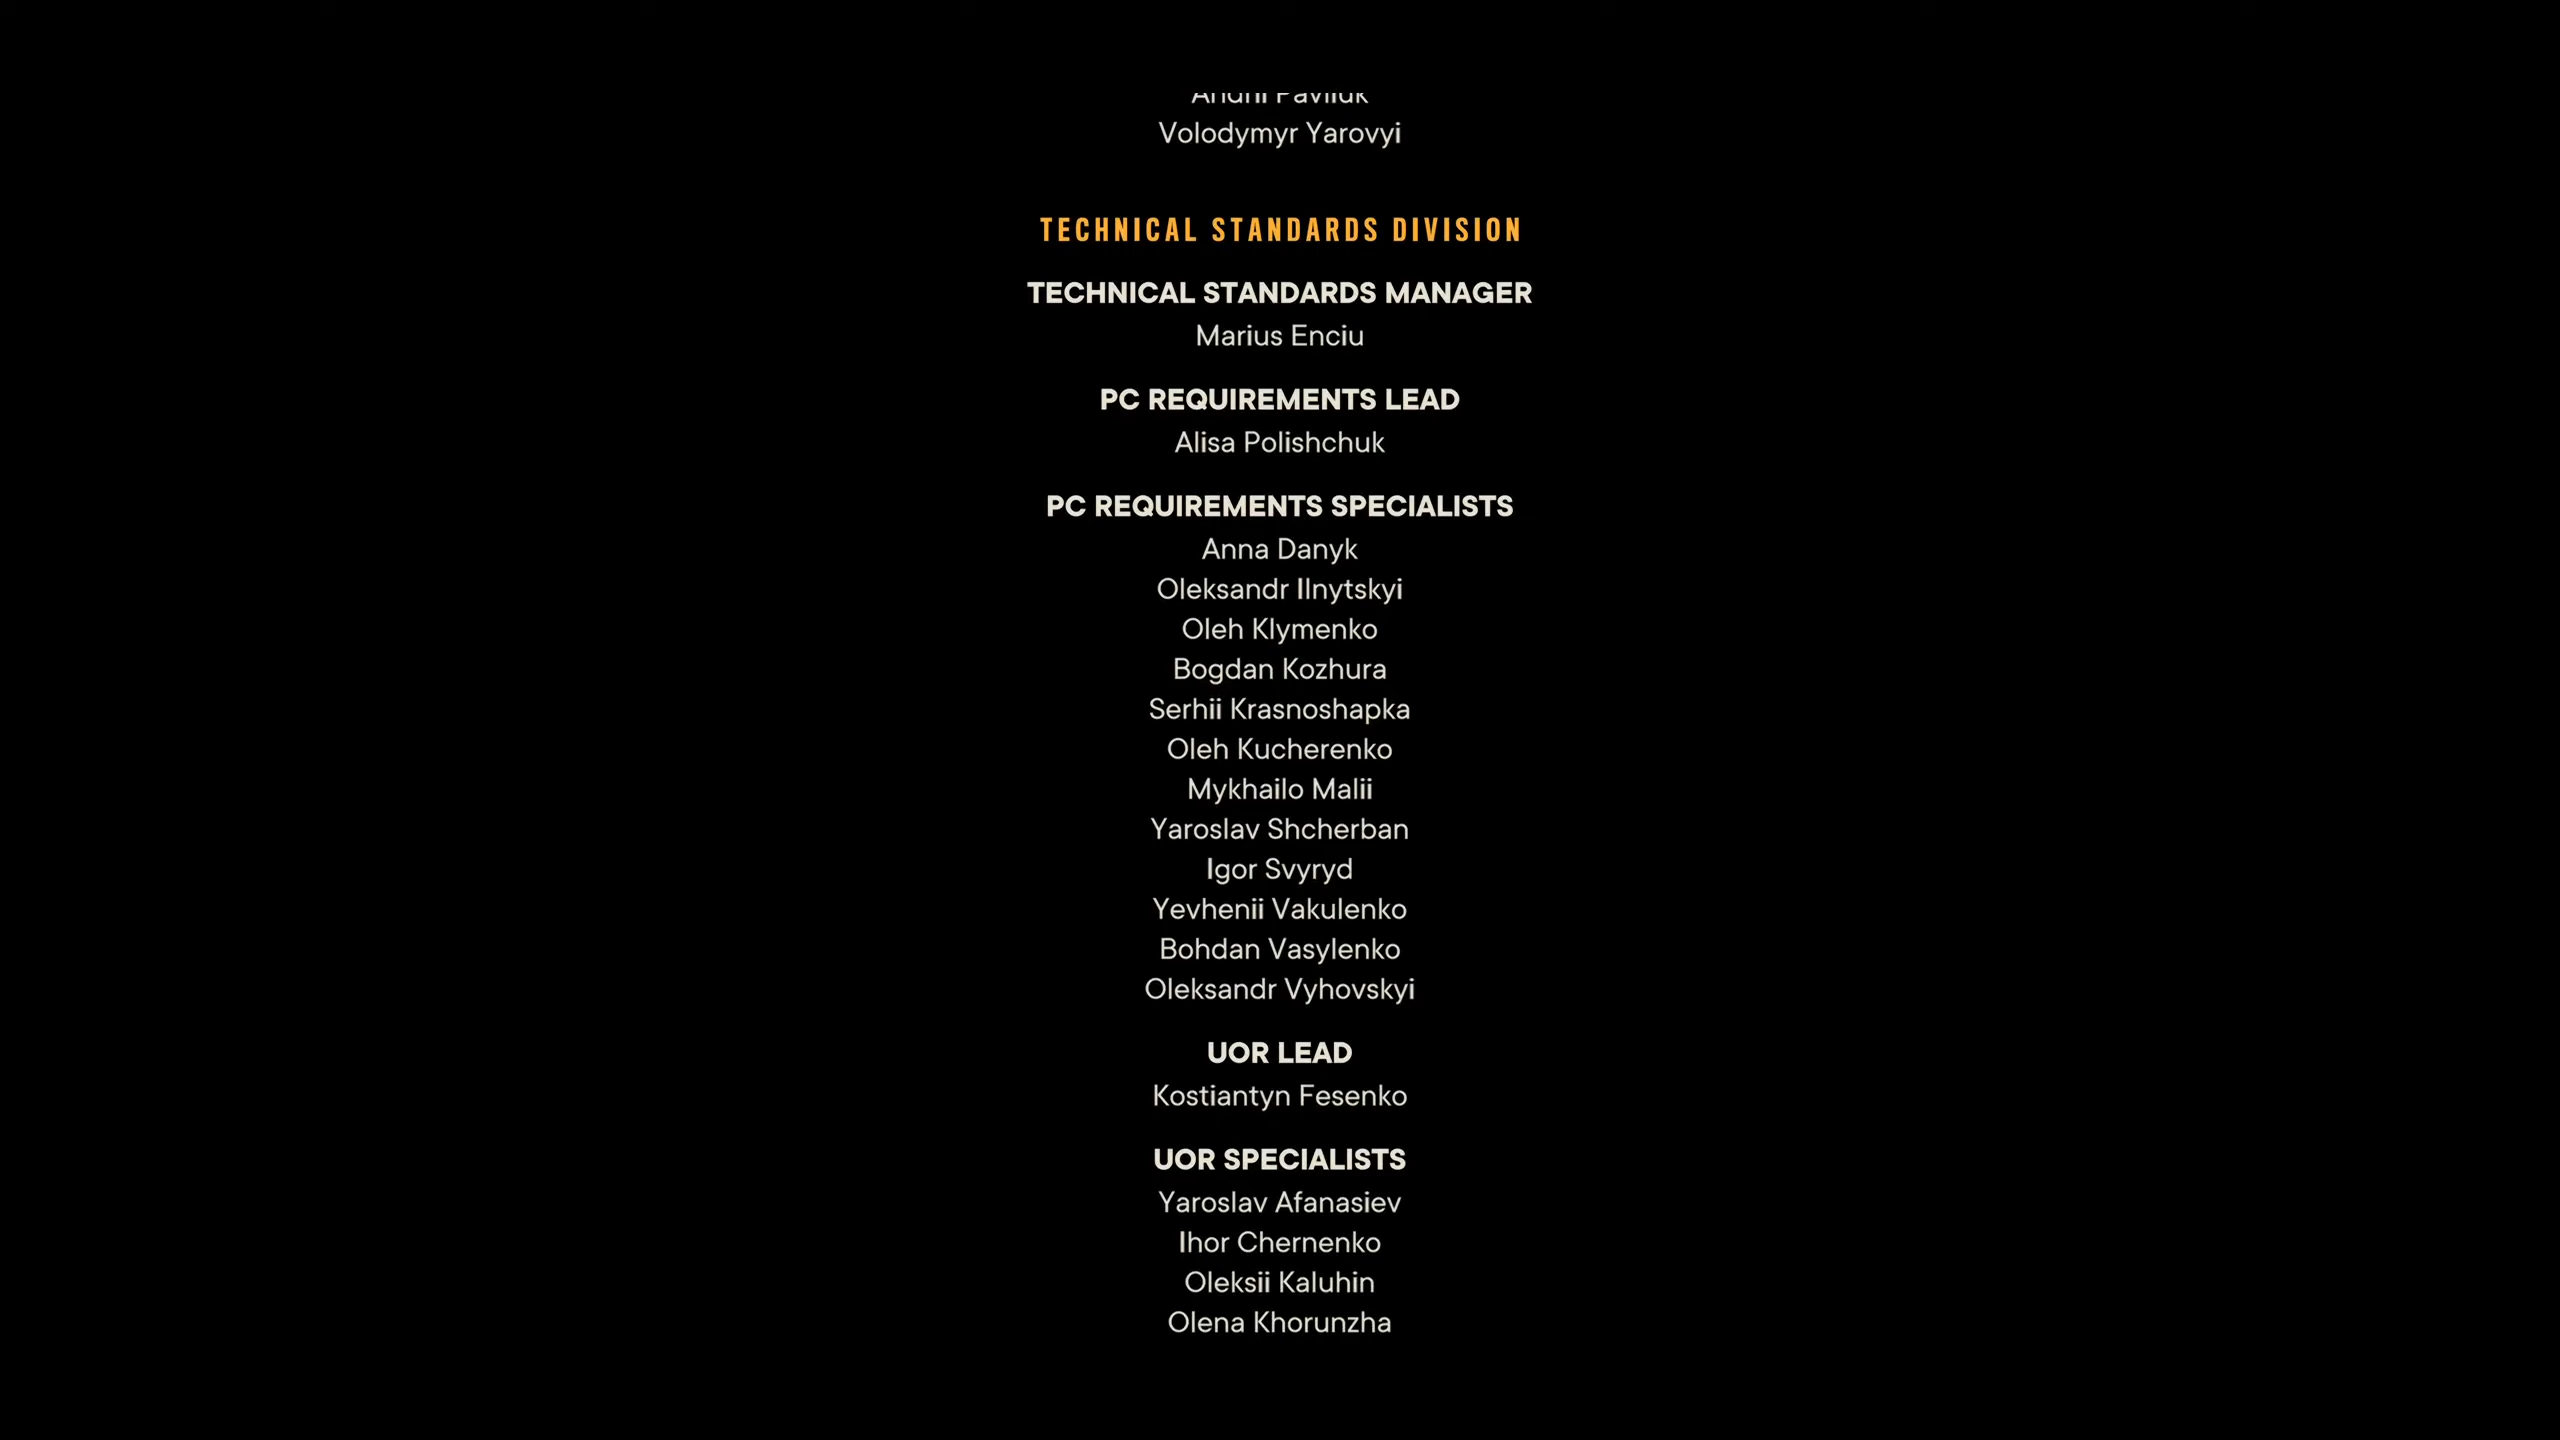 Volodymyr Yarovyi
TECHNICAL STANDARDS DIVISION
TECHNICAL STANDARDS MANAGER
Marius Enciu
PC REQUIREMENTS LEAD
Alisa Polishchuk
PC REQUIREMENTS SPECIALISTS
Anna Danyk
Oleksandr Ilnytskyi
Oleh Klymenko
Bogdan Kozhura
Serhii Krasnoshapka
Oleh Kucherenko
Mykhailo Malii
Yaroslav Shcherban
Igor Svyryd
Yevhenii Vakulenko
Bohdan Vasylenko
Oleksandr Vyhovskyi
UOR LEAD
Kostiantyn Fesenko
UOR SPECIALISTS
Yaroslav Afanasiev
Ihor Chernenko
Oleksii Kaluhin
Olena Khorunzha